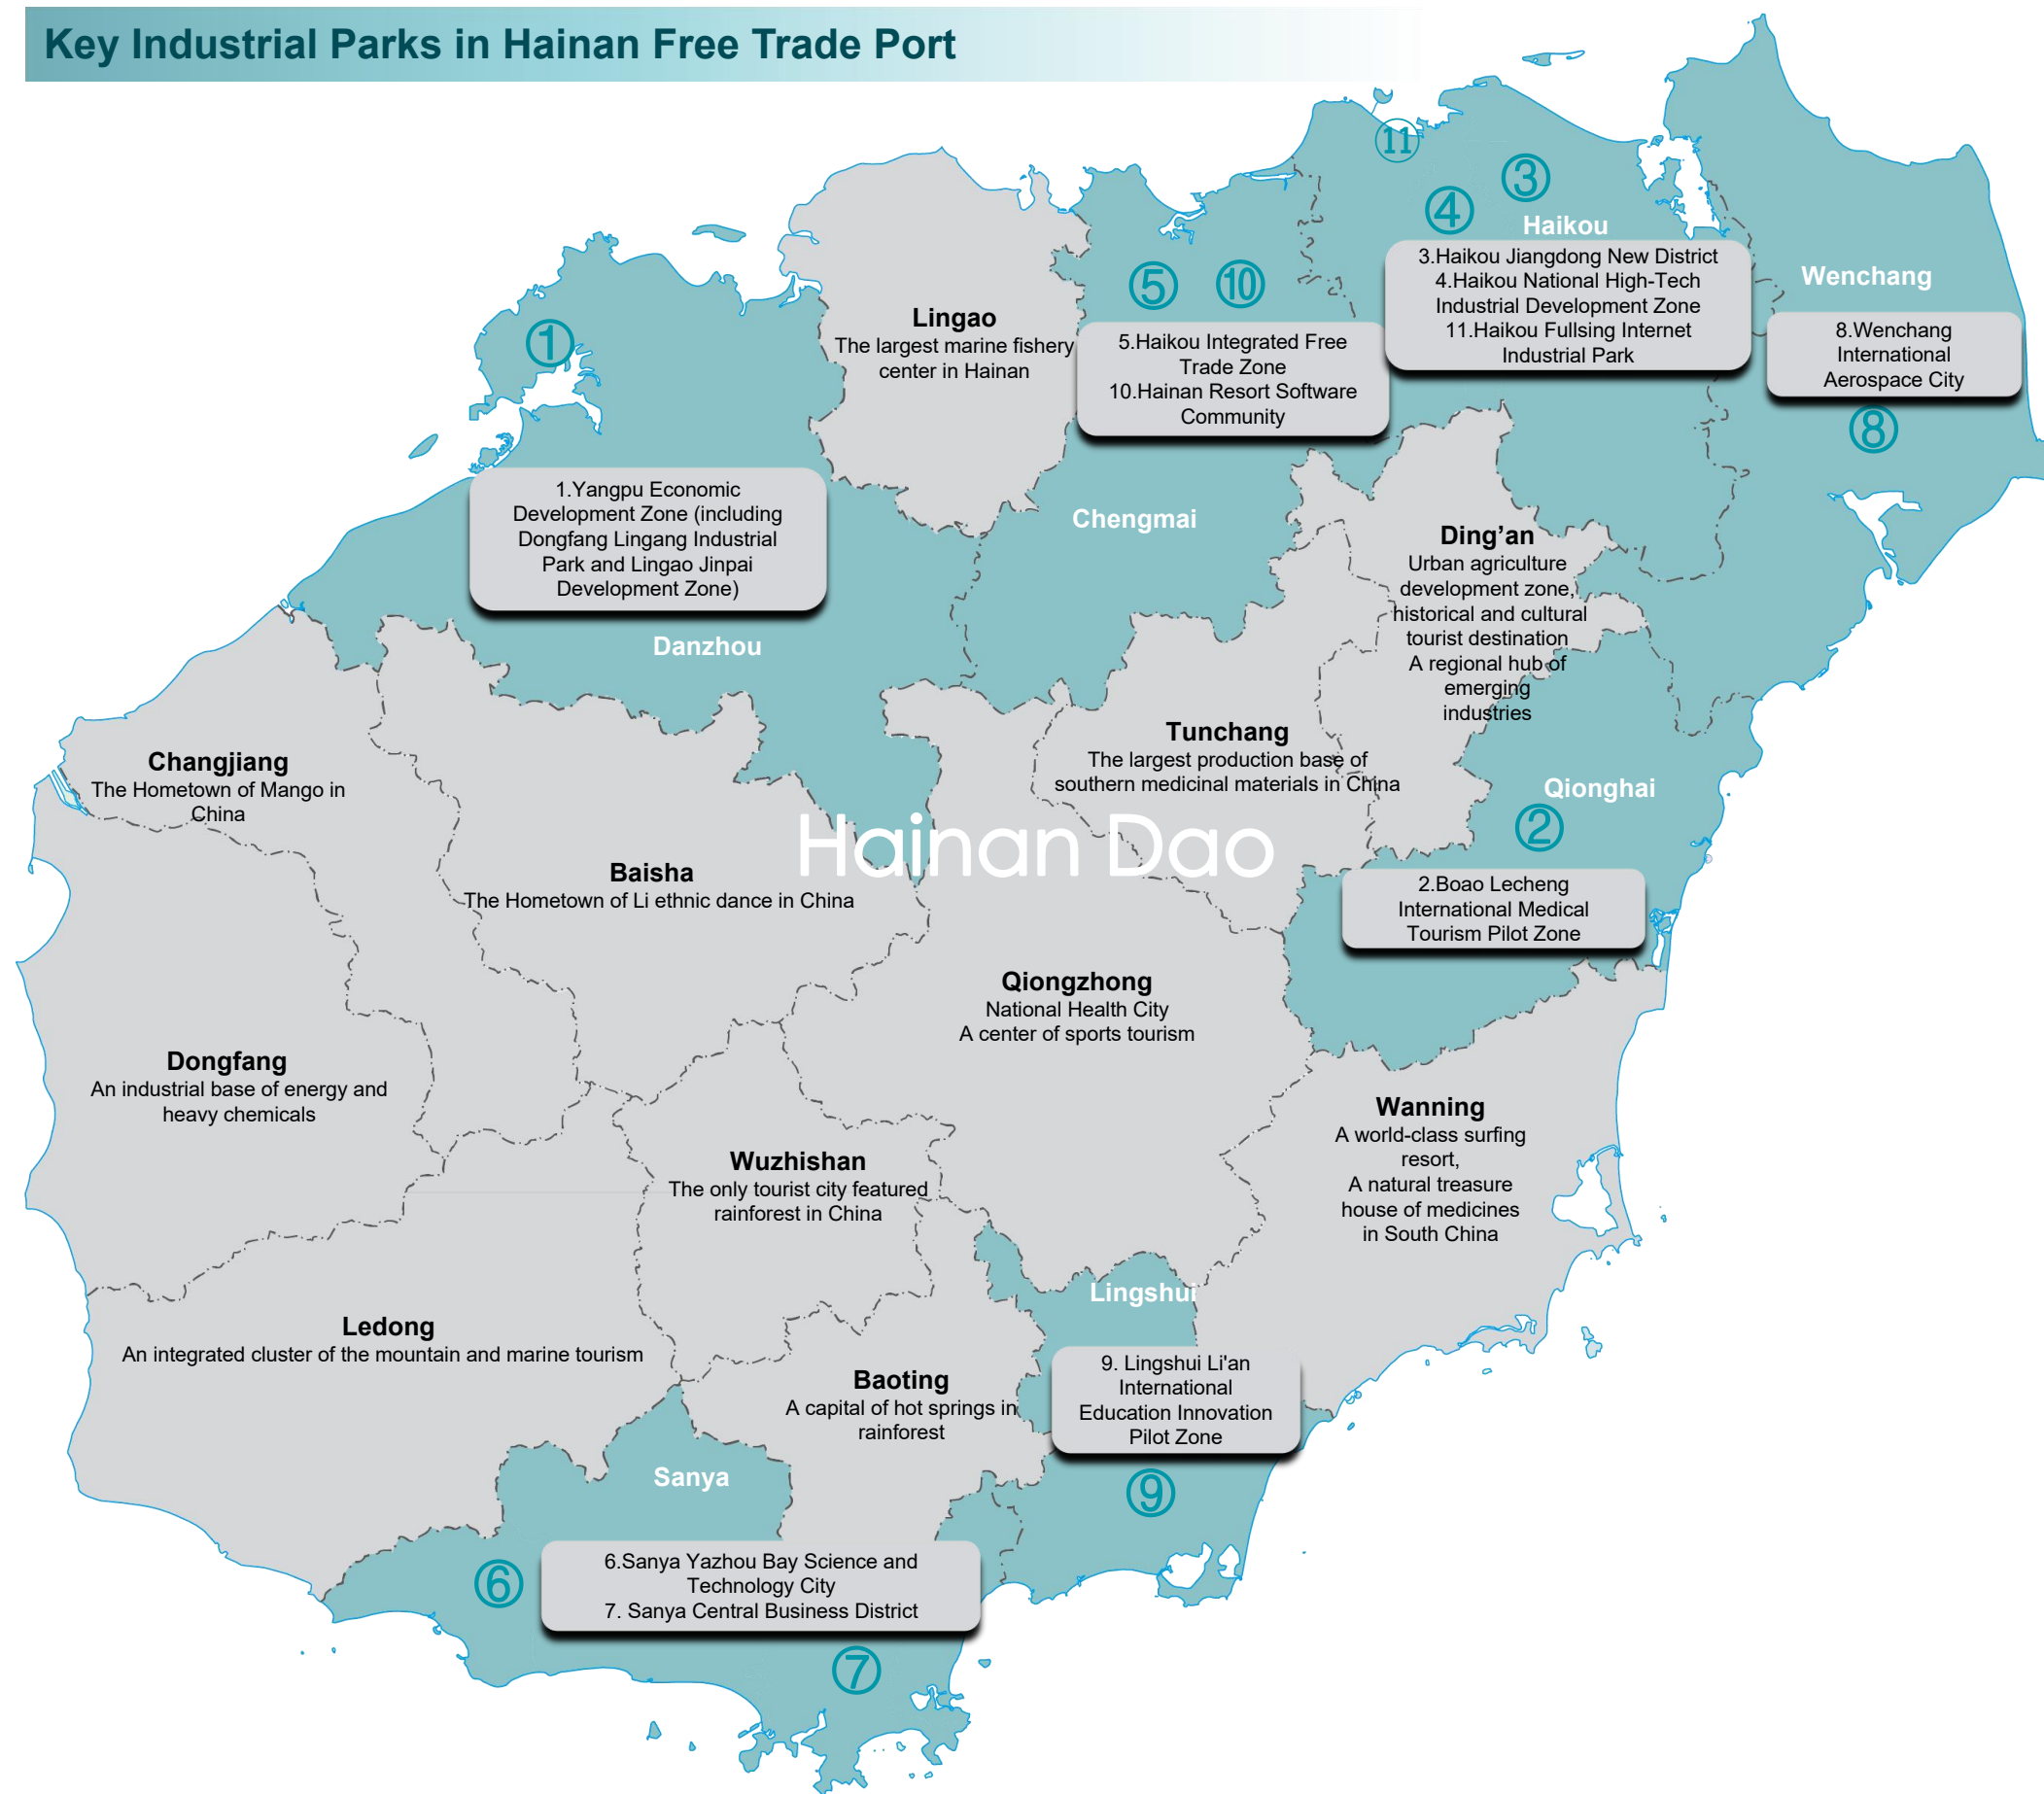 Key Industrial Parks in Hainan Free Trade Port
⑪
③
④
Haikou
3.Haikou Jiangdong New District
4.Haikou National High-Tech
Industrial Development Zone
11.Haikou Fullsing Internet
Industrial Park
Wenchang
8.Wenchang
International
Aerospace City
⑧
⑤
⑩
5.Haikou Integrated Free
Trade Zone
10.Hainan Resort Software
Community
Chengmai
Lingao
The largest marine fishery
center in Hainan
①
1.Yangpu Economic
Development Zone (including
Dongfang Lingang Industrial
Park and Lingao Jinpai
Development Zone)
Danzhou
Ding’an
Urban agriculture
development zone,
historical and cultural
tourist destination
A regional hub of
emerging
industries
Tunchang
The largest production base of
southern medicinal materials in China
Qionghai
②
2.Boao Lecheng
International Medical
Tourism Pilot Zone
Changjiang
The Hometown of Mango in
China
Hainan Dao
Baisha
The Hometown of Li ethnic dance in China
Qiongzhong
National Health City
A center of sports tourism
Dongfang
An industrial base of energy and
heavy chemicals
Wanning
A world-class surfing
resort,
A natural treasure
house of medicines
in South China
Wuzhishan
The only tourist city featured
rainforest in China
Lingshui
9. Lingshui Li'an
International
Education Innovation
Pilot Zone
⑨
Ledong
An integrated cluster of the mountain and marine tourism
Baoting
A capital of hot springs in
rainforest
Sanya
⑥
6.Sanya Yazhou Bay Science and
Technology City
7. Sanya Central Business District
⑦